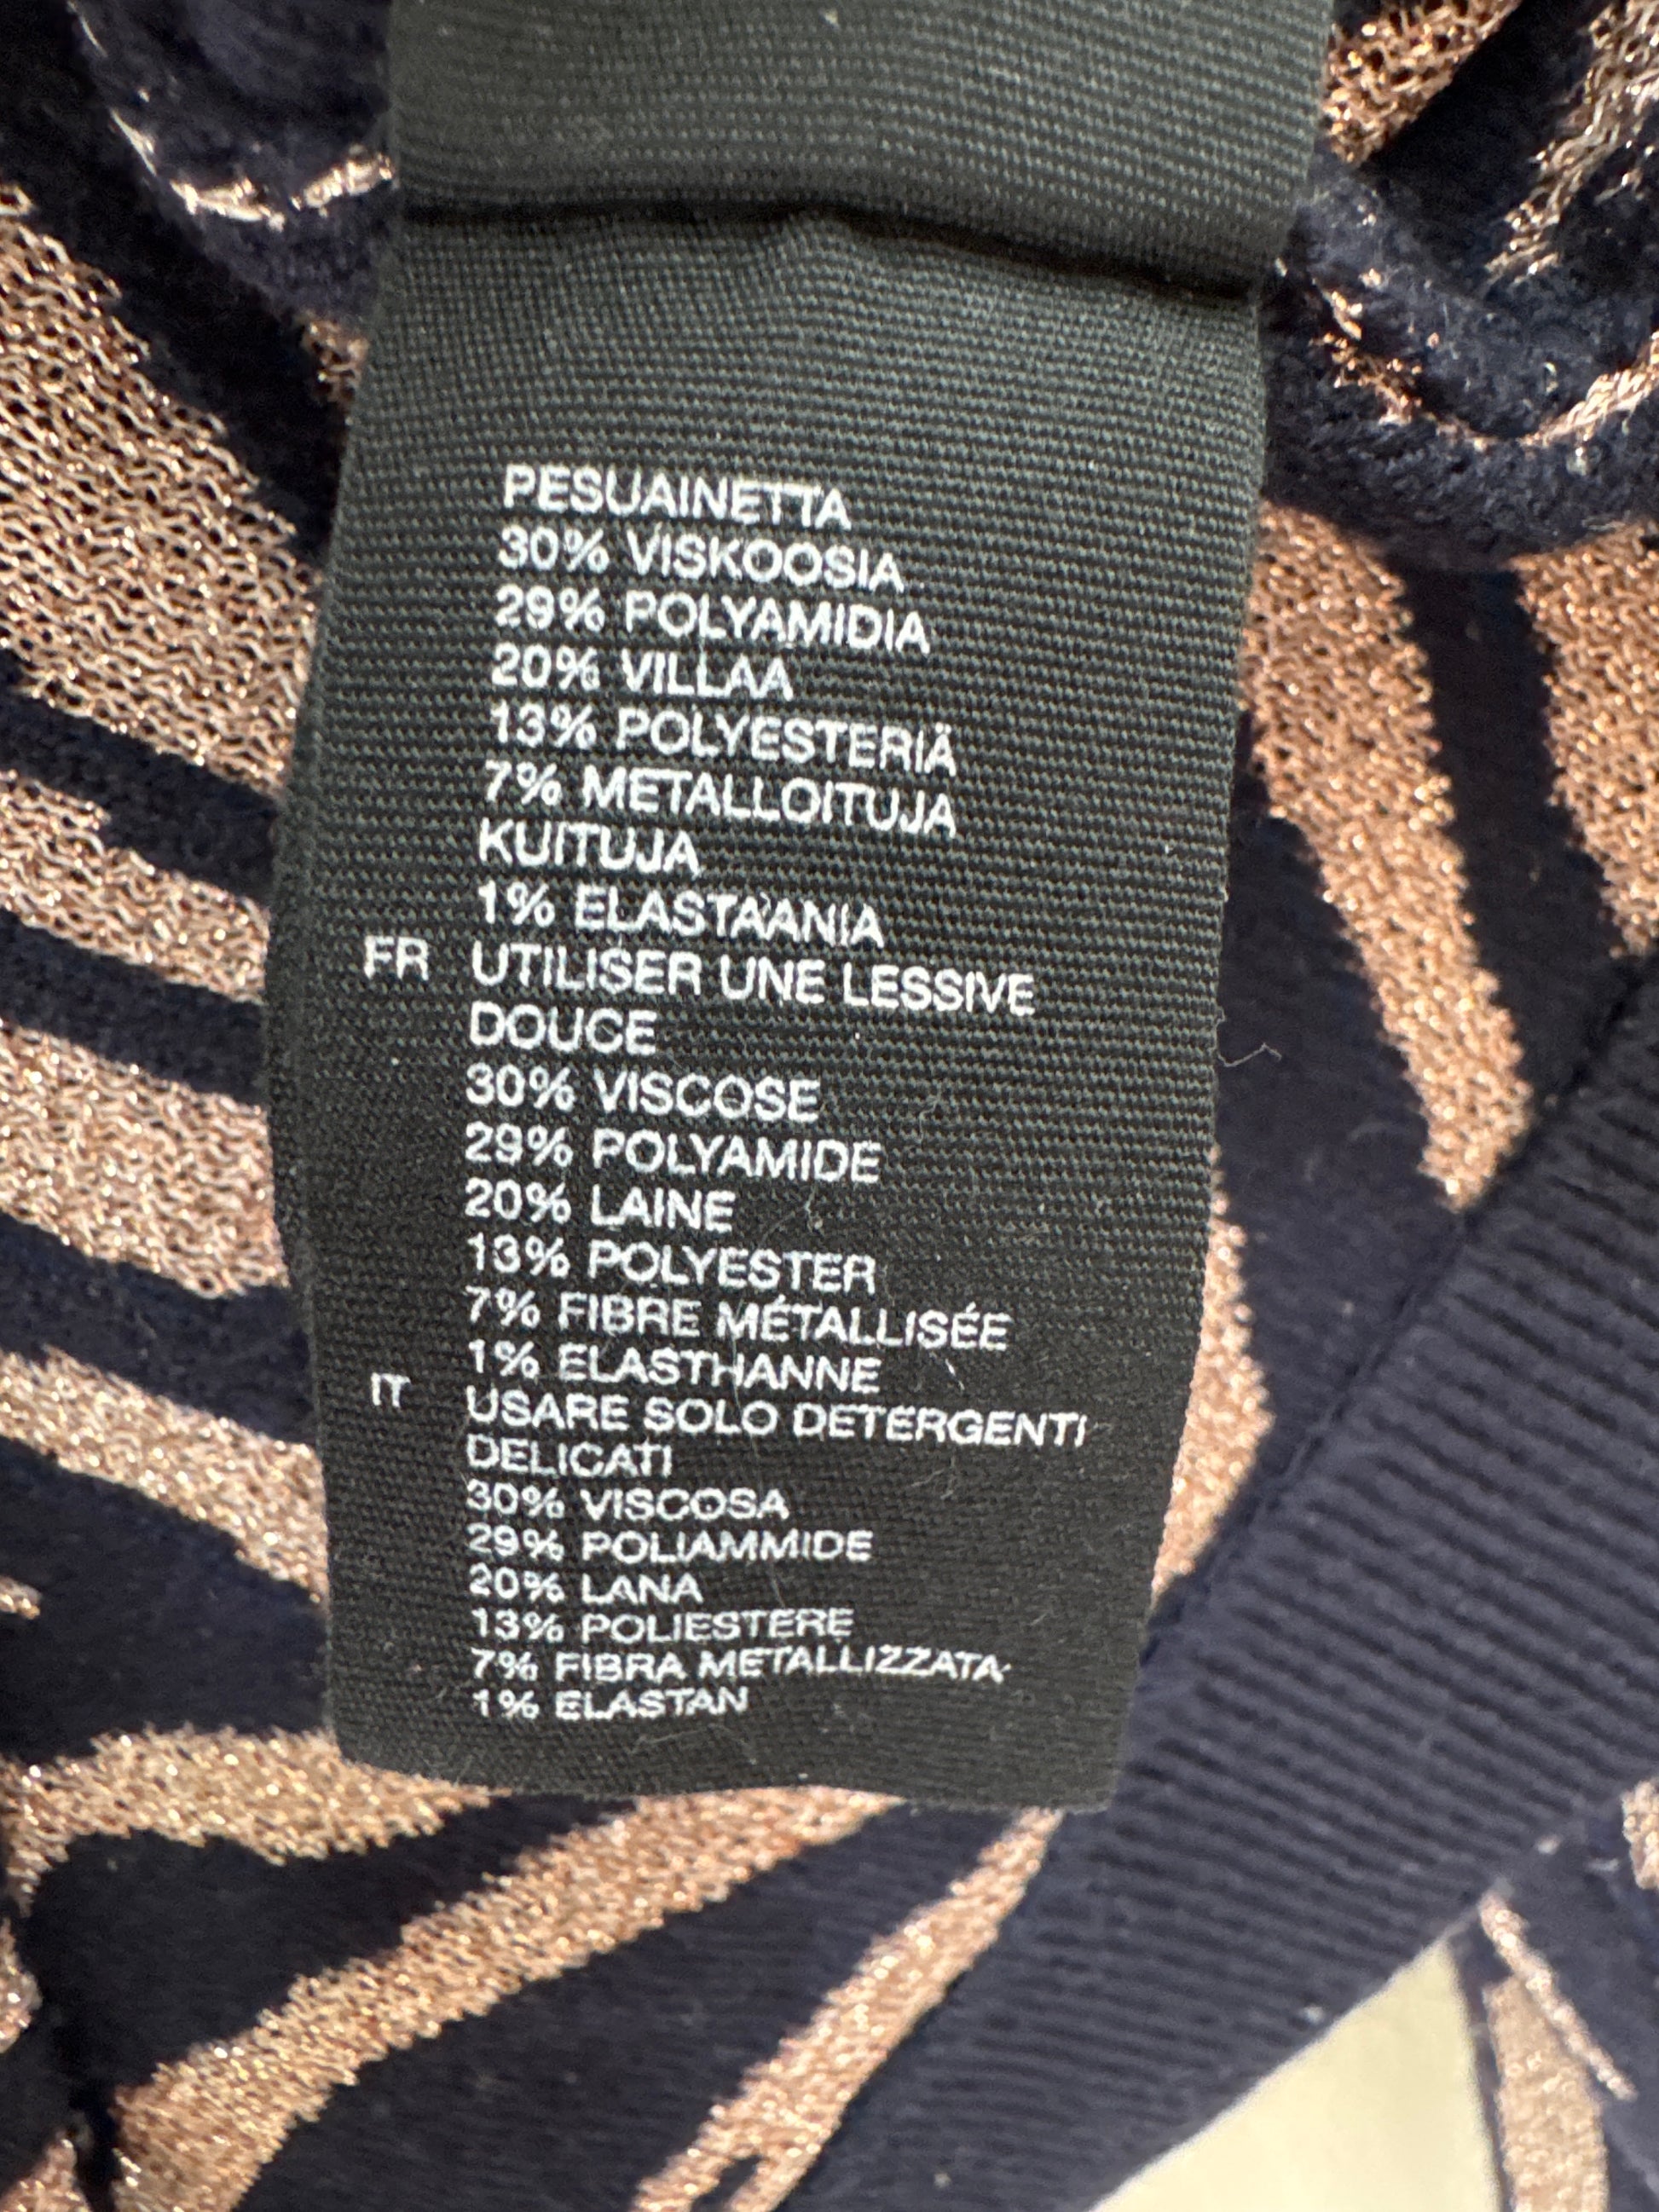 PESUAINETTA
30% VISKOOSIA
29% POLYAMIDIA
20% VILLAA
13% POLYESTERIÄ
7% METALLOITUJA
KUITUJA
1% ELASTAANIA
FR UTILISER UNE LESSIVE
DOUCE
30% VISCOSE
29% POLYAMIDE
20% LAINE
13% POLYESTER
7% FIBRE MÉTALLISÉE
1% ELASTHANNE
IT USARE SOLO DETERGENTI
DELICATI
30% VISCOSA
29% POLIAMMIDE
20% LANA
13% POLIESTERE
7% FIBRA METALLIZZATA
1% ELASTAN